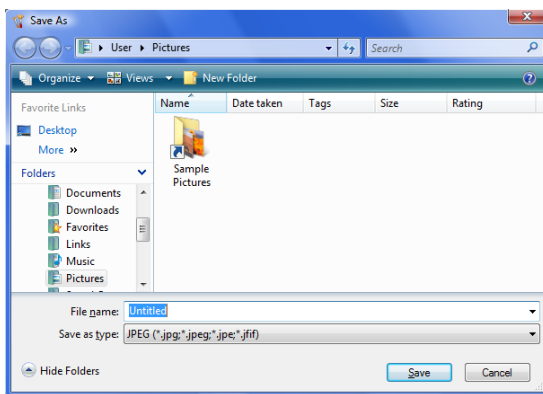 Save As
User Pictures Search
Organize Views New Folder
Favorite Links
Desktop
More »
Folders
Documents
Downloads
Favorites
Links
Music
Pictures
Name Date taken Tags Size Rating
Sample
Pictures
File name: Untitled
Save as type: JPEG (*.jpg;*.jpeg;*.jpe;*.jfif)
Hide Folders Save Cancel